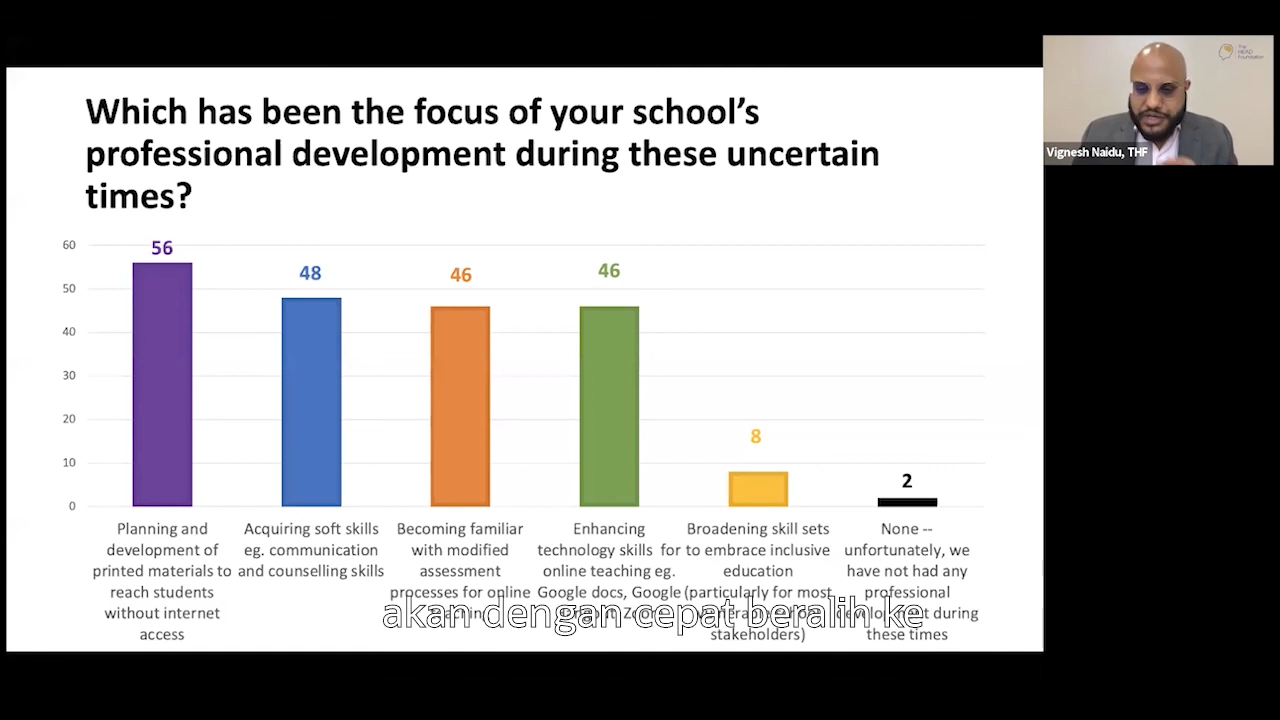 Which has been the focus of your school's
professional development during these uncertain
times?
The
HEAD
Foundation
Vignesh Naidu, THF
60
50
40
30
20
10
0
56
48
46
46
8
2
Planning and
development of
printed materials to
reach students
without internet
access
Acquiring soft skills
eg. communication
and counselling skills
Becoming familiar
with modified
assessment
processes for online
Enhancing
technology skills for
online teaching eg.
Google docs, Google
Broadening skill sets
to embrace inclusive
education
(particularly for most
stakeholders)
None --
unfortunately, we
have not had any
professional
during
these times
akan dengan cepat beralih ke